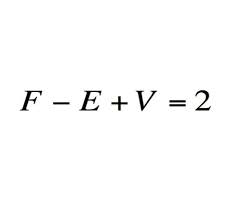 F − E + V = 2